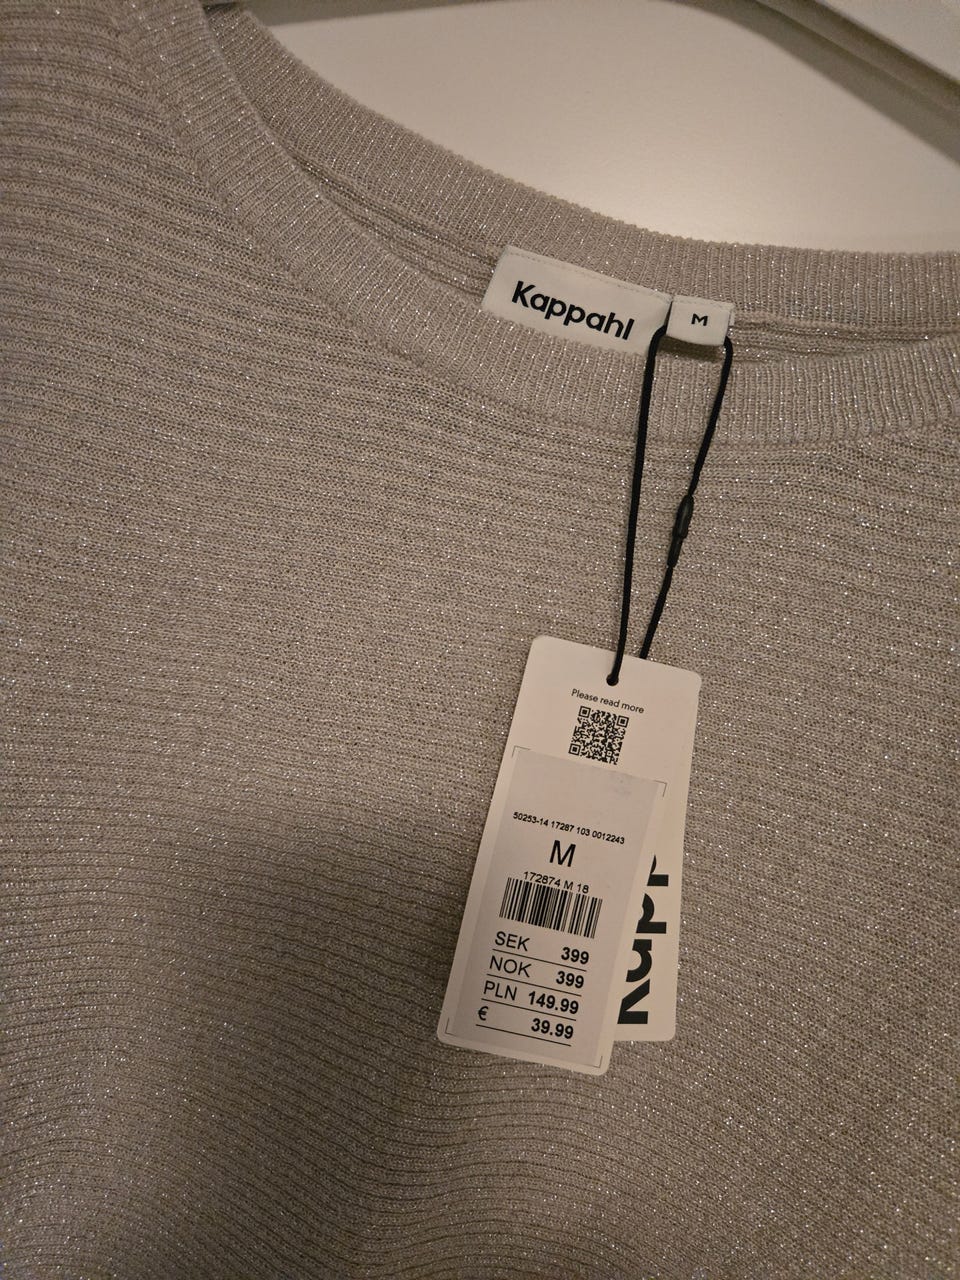 Kappahl
M
Please read more
50253-14 17287 103 0012243
M
172874 M 18
SEK 399
NOK 399
PLN 149.99
€ 39.99
Kapp